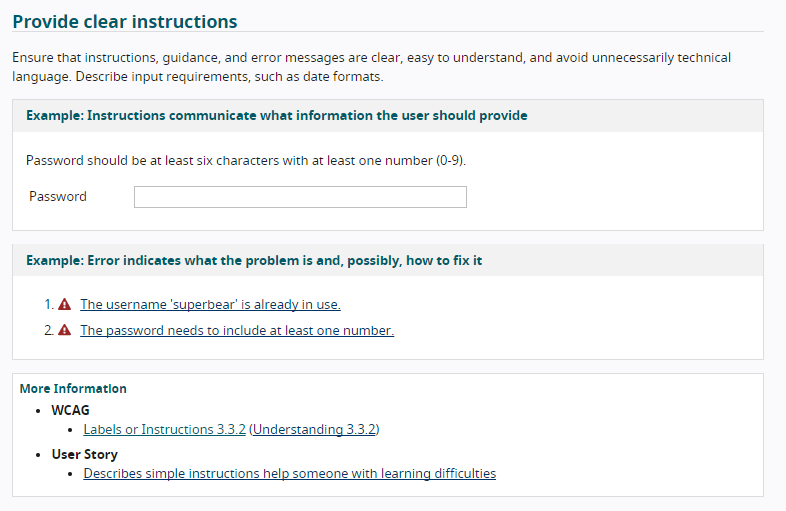 Provide clear instructions
Ensure that instructions, guidance, and error messages are clear, easy to understand, and avoid unnecessarily technical
language. Describe input requirements, such as date formats.
Example: Instructions communicate what information the user should provide
Password should be at least six characters with at least one number (0-9).
Password
Example: Error indicates what the problem is and, possibly, how to fix it
1. The username 'superbear' is already in use.
2. The password needs to include at least one number.
More Information
• WCAG
• Labels or Instructions 3.3.2 (Understanding 3.3.2)
• User Story
• Describes simple instructions help someone with learning difficulties